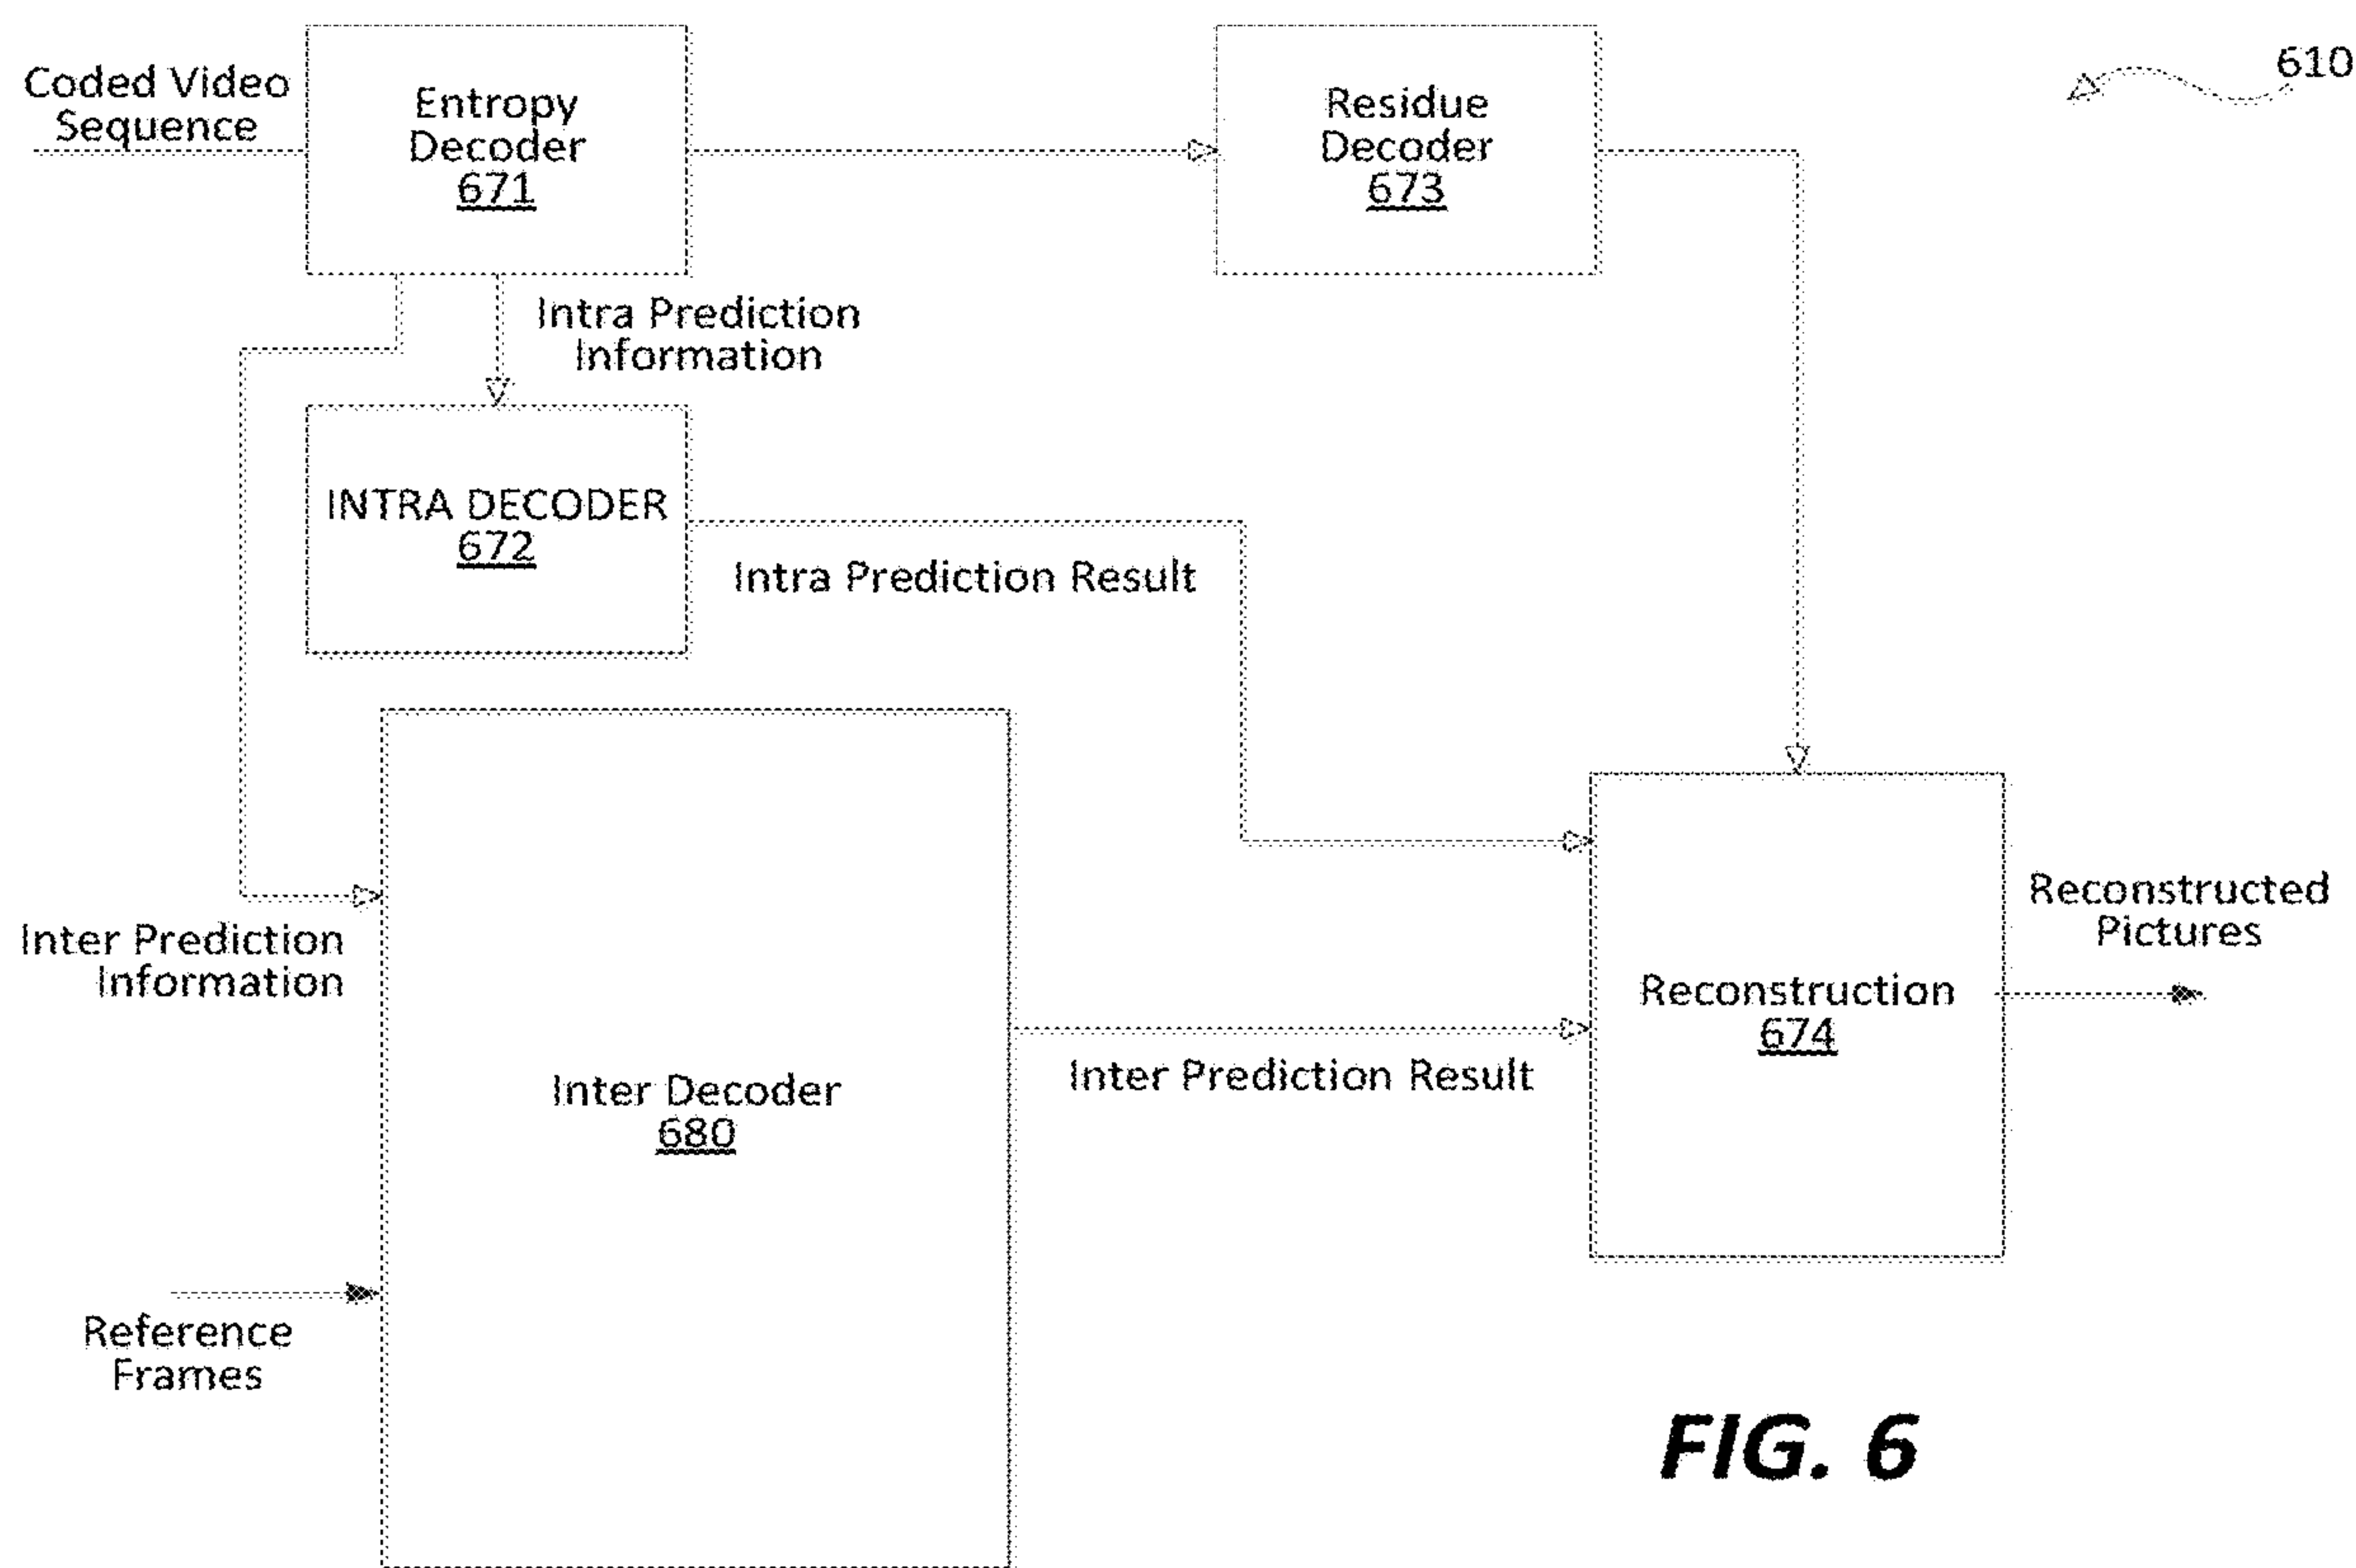 Coded Video
Sequence
Entropy
Decoder
671
Residue
Decoder
673
610
Intra Prediction
Information
INTRA DECODER
672
Intra Prediction Result
Inter Prediction
Information
Inter Decoder
680
Inter Prediction Result
Reconstruction
674
Reconstructed
Pictures
Reference
Frames
FIG. 6